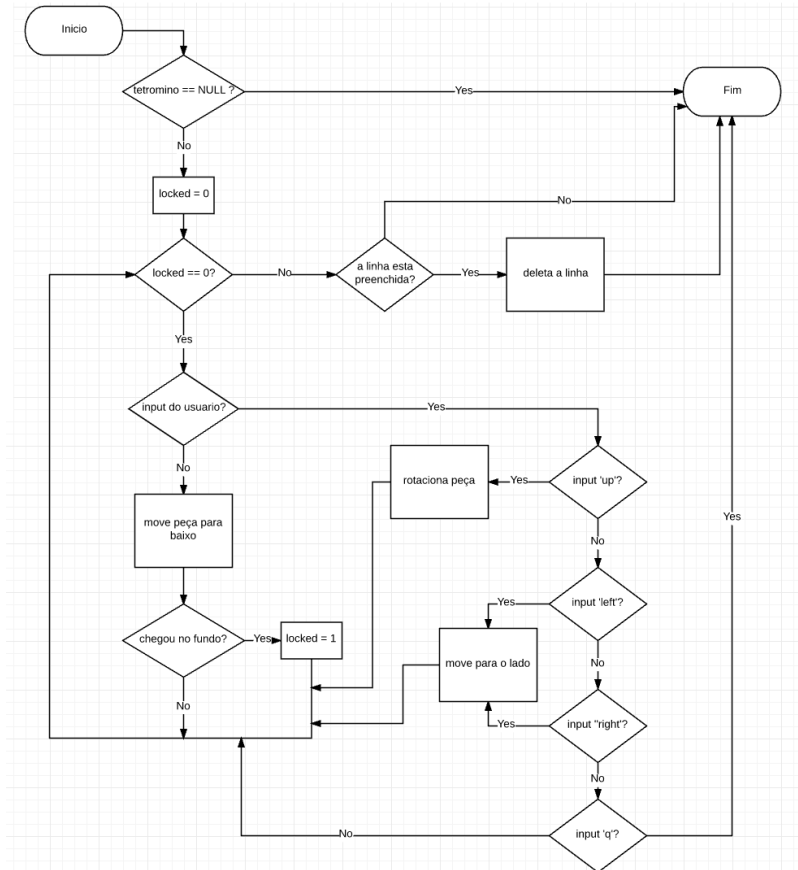 Inicio
tetromino == NULL ?
Yes
Fim
No
locked = 0
No
locked == 0?
No
a linha esta
preenchida?
Yes
deleta a linha
Yes
input do usuario?
Yes
No
rotaciona peça
Yes
input 'up'?
move peça para
baixo
Yes
No
chegou no fundo?
Yes
locked = 1
Yes
input 'left'?
move para o lado
No
No
Yes
input "right'?
No
No
input 'q'?